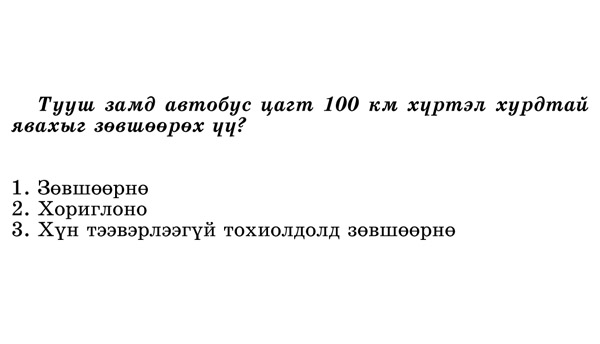 Тууш замд автобус цагт 100 км хүртэл хурдтай
явахыг зөвшөөрөх үү?
1. Зөвшөөрнө
2. Хориглоно
3. Хүн тээвэрлээгүй тохиолдолд зөвшөөрнө